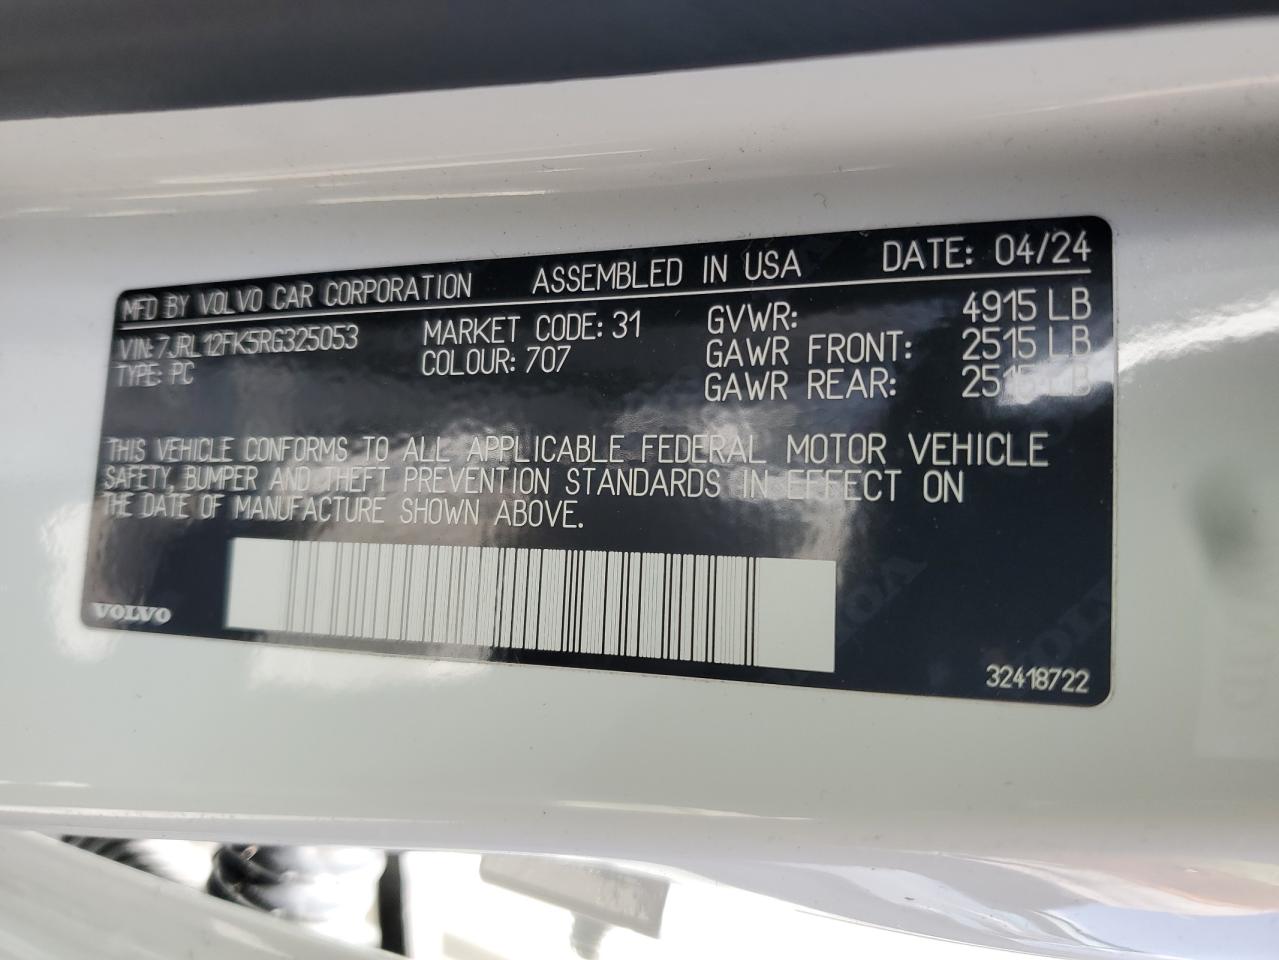 MFD BY VOLVO CAR CORPORATION ASSEMBLED IN USA DATE: 04/24
VIN: 7JRL12FK5RG325053 MARKET CODE: 31 GVWR: 4915 LB
TYPE: PC COLOUR: 707 GAWR FRONT: 2515 LB
GAWR REAR: 2515 LB
THIS VEHICLE CONFORMS TO ALL APPLICABLE FEDERAL MOTOR VEHICLE
SAFETY, BUMPER AND THEFT PREVENTION STANDARDS IN EFFECT ON
THE DATE OF MANUFACTURE SHOWN ABOVE.
VOLVO
32418722